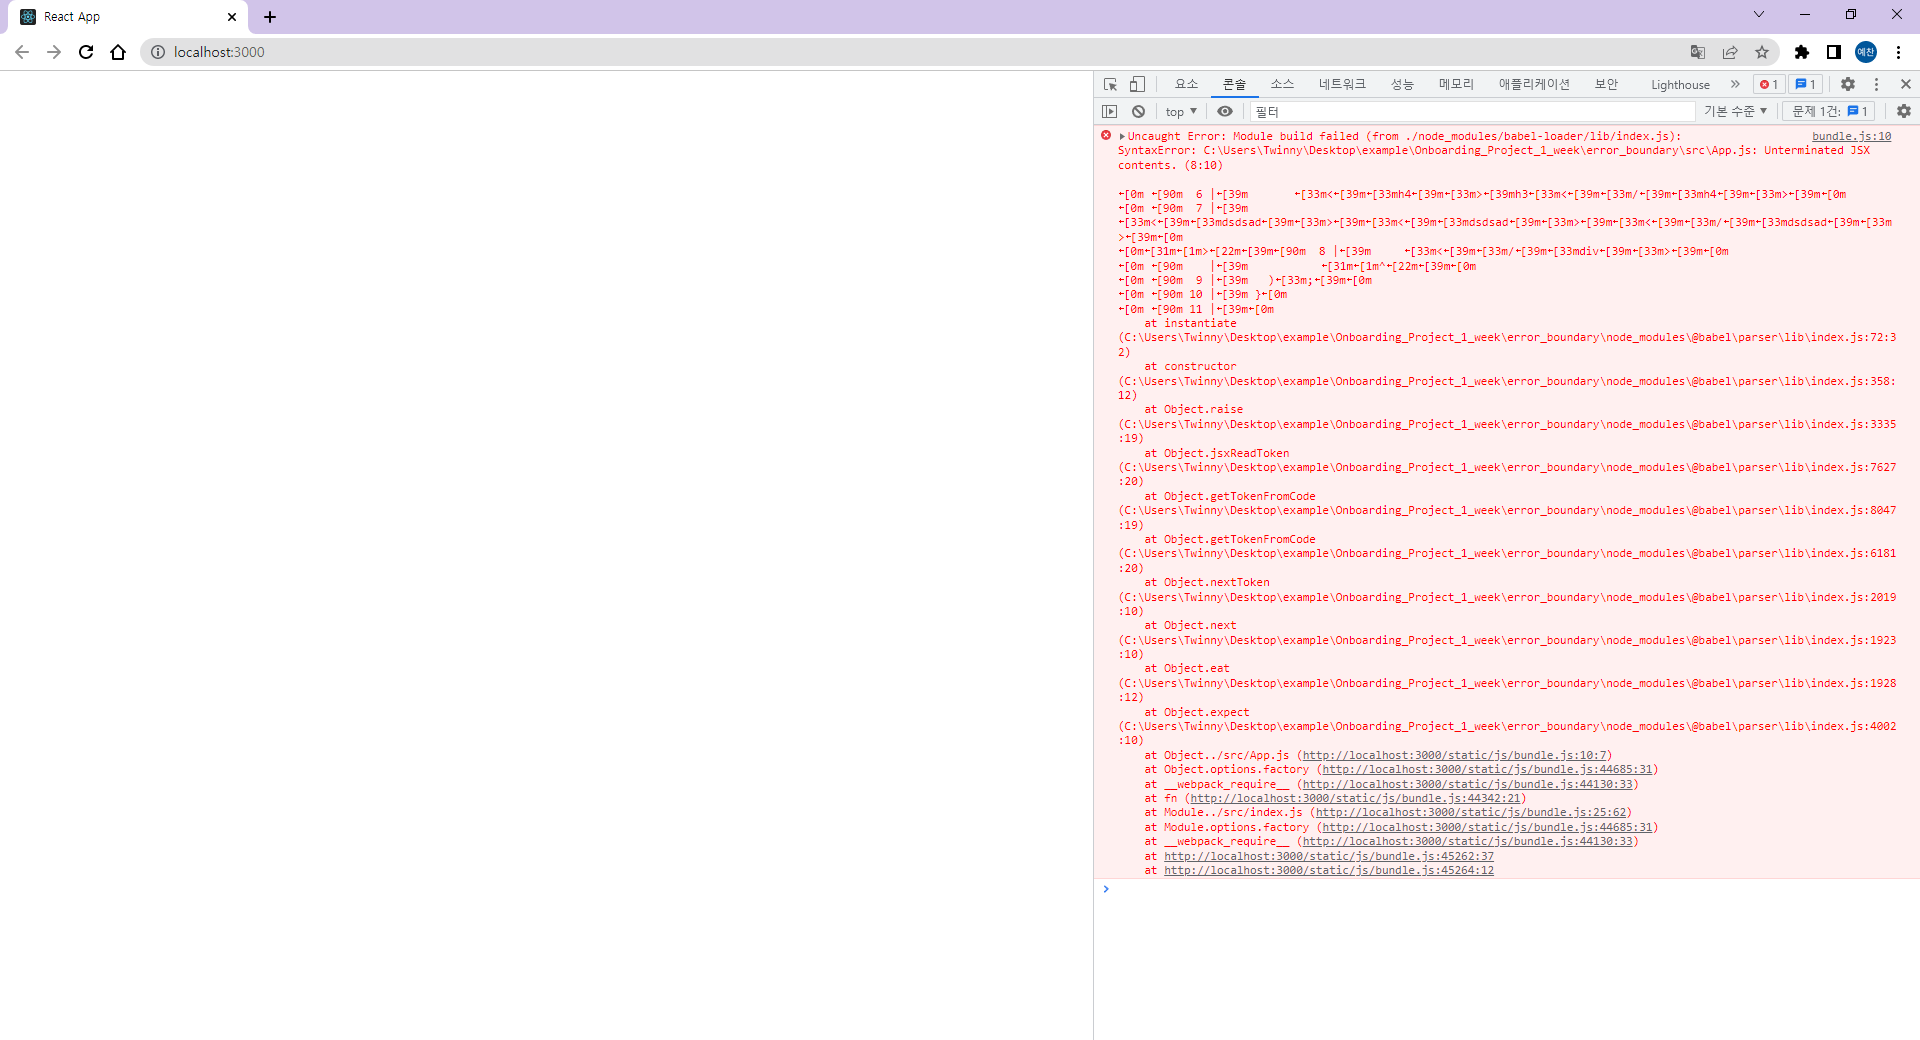 React App
localhost:3000
예찬
요소 콘솔 소스 네트워크 성능 메모리 애플리케이션 보안 Lighthouse » 1 1
top ▼ 필터 기본 수준 ▼ 문제 1건: 1
▶Uncaught Error: Module build failed (from ./node_modules/babel-loader/lib/index.js): bundle.js:10
SyntaxError: C:\Users\Twinny\Desktop\example\Onboarding_Project_1_week\error_boundary\src\App.js: Unterminated JSX
contents. (8:10)
←[0m ←[90m  6 |←[39m       ←[33m<←[39m←[33mh4←[39m←[33m>←[39mh3←[33m<←[39m←[33m/←[39m←[33mh4←[39m←[33m>←[39m←[0m
←[0m ←[90m  7 |←[39m
←[33m<←[39m←[33mdsdsad←[39m←[33m>←[39m←[33m<←[39m←[33mdsdsad←[39m←[33m>←[39m←[33m<←[39m←[33m/←[39m←[33mdsdsad←[39m←[33m
>←[39m←[0m
←[0m←[31m←[1m>←[22m←[39m←[90m  8 |←[39m     ←[33m<←[39m←[33m/←[39m←[33mdiv←[39m←[33m>←[39m←[0m
←[0m ←[90m    |←[39m           ←[31m←[1m^←[22m←[39m←[0m
←[0m ←[90m  9 |←[39m   )←[33m;←[39m←[0m
←[0m ←[90m 10 |←[39m }←[0m
←[0m ←[90m 11 |←[39m←[0m
    at instantiate
(C:\Users\Twinny\Desktop\example\Onboarding_Project_1_week\error_boundary\node_modules\@babel\parser\lib\index.js:72:3
2)
    at constructor
(C:\Users\Twinny\Desktop\example\Onboarding_Project_1_week\error_boundary\node_modules\@babel\parser\lib\index.js:358:
12)
    at Object.raise
(C:\Users\Twinny\Desktop\example\Onboarding_Project_1_week\error_boundary\node_modules\@babel\parser\lib\index.js:3335
:19)
    at Object.jsxReadToken
(C:\Users\Twinny\Desktop\example\Onboarding_Project_1_week\error_boundary\node_modules\@babel\parser\lib\index.js:7627
:20)
    at Object.getTokenFromCode
(C:\Users\Twinny\Desktop\example\Onboarding_Project_1_week\error_boundary\node_modules\@babel\parser\lib\index.js:8047
:19)
    at Object.getTokenFromCode
(C:\Users\Twinny\Desktop\example\Onboarding_Project_1_week\error_boundary\node_modules\@babel\parser\lib\index.js:6181
:20)
    at Object.nextToken
(C:\Users\Twinny\Desktop\example\Onboarding_Project_1_week\error_boundary\node_modules\@babel\parser\lib\index.js:2019
:10)
    at Object.next
(C:\Users\Twinny\Desktop\example\Onboarding_Project_1_week\error_boundary\node_modules\@babel\parser\lib\index.js:1923
:10)
    at Object.eat
(C:\Users\Twinny\Desktop\example\Onboarding_Project_1_week\error_boundary\node_modules\@babel\parser\lib\index.js:1928
:12)
    at Object.expect
(C:\Users\Twinny\Desktop\example\Onboarding_Project_1_week\error_boundary\node_modules\@babel\parser\lib\index.js:4002
:10)
    at Object../src/App.js (http://localhost:3000/static/js/bundle.js:10:7)
    at Object.options.factory (http://localhost:3000/static/js/bundle.js:44685:31)
    at __webpack_require__ (http://localhost:3000/static/js/bundle.js:44130:33)
    at fn (http://localhost:3000/static/js/bundle.js:44342:21)
    at Module../src/index.js (http://localhost:3000/static/js/bundle.js:25:62)
    at Module.options.factory (http://localhost:3000/static/js/bundle.js:44685:31)
    at __webpack_require__ (http://localhost:3000/static/js/bundle.js:44130:33)
    at http://localhost:3000/static/js/bundle.js:45262:37
    at http://localhost:3000/static/js/bundle.js:45264:12